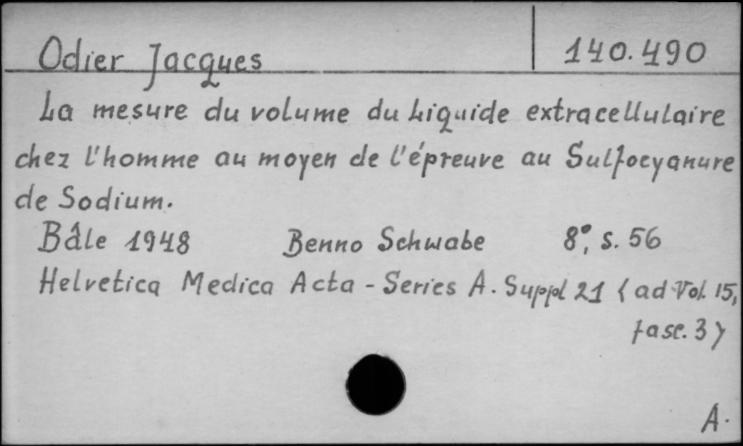 Odier Jacques 140.490
La mesure du volume du Liquide extracellulaire
chez l'homme au moyen de l'épreuve au Sulfocyanure
de Sodium.
Bâle 1948 Benno Schwabe 8°, s. 56
Helvetica Medica Acta - Series A. Suppl 21 (ad Vol. 15,
fasc. 3)
A.